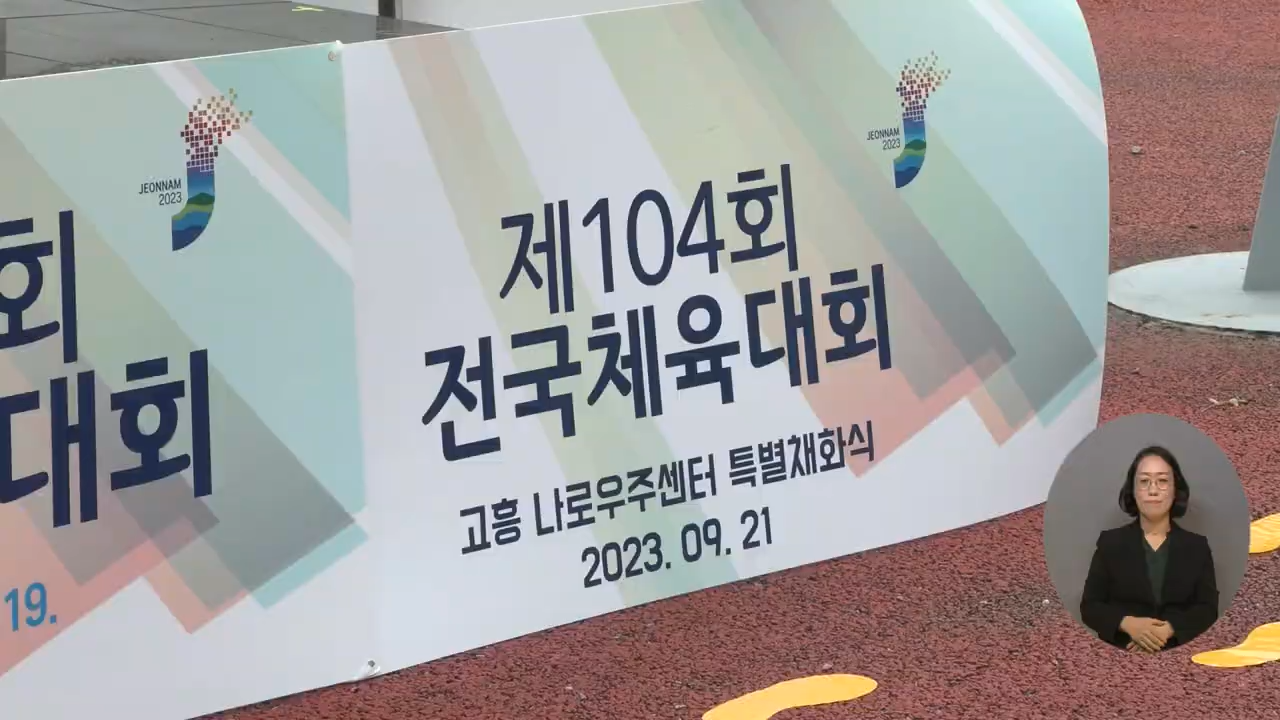 JEONNAM
2023
회
대회
19.
JEONNAM
2023
제104회
전국체육대회
고흥 나로우주센터 특별채화식
2023. 09. 21